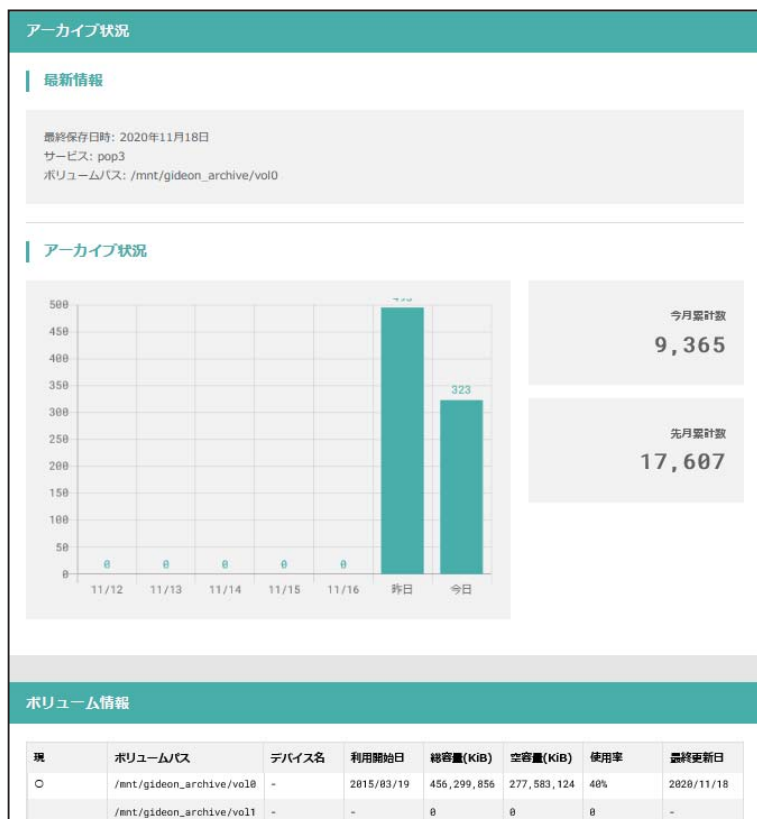 アーカイブ状況
最新情報
最終保存日時: 2020年11月18日
サービス: pop3
ボリュームパス: /mnt/gideon_archive/vol0
アーカイブ状況
500
450
400
350
300
250
200
150
100
50
0
0 0 0 0 0 323
11/12 11/13 11/14 11/15 11/16 昨日 今日
今月累計数
9,365
先月累計数
17,607
ボリューム情報
現 ボリュームパス デバイス名 利用開始日 総容量(KiB) 空容量(KiB) 使用率 最終更新日
○ /mnt/gideon_archive/vol0 - 2015/03/19 456,299,856 277,583,124 40% 2020/11/18
/mnt/gideon_archive/vol1 - - 0 0 0 -